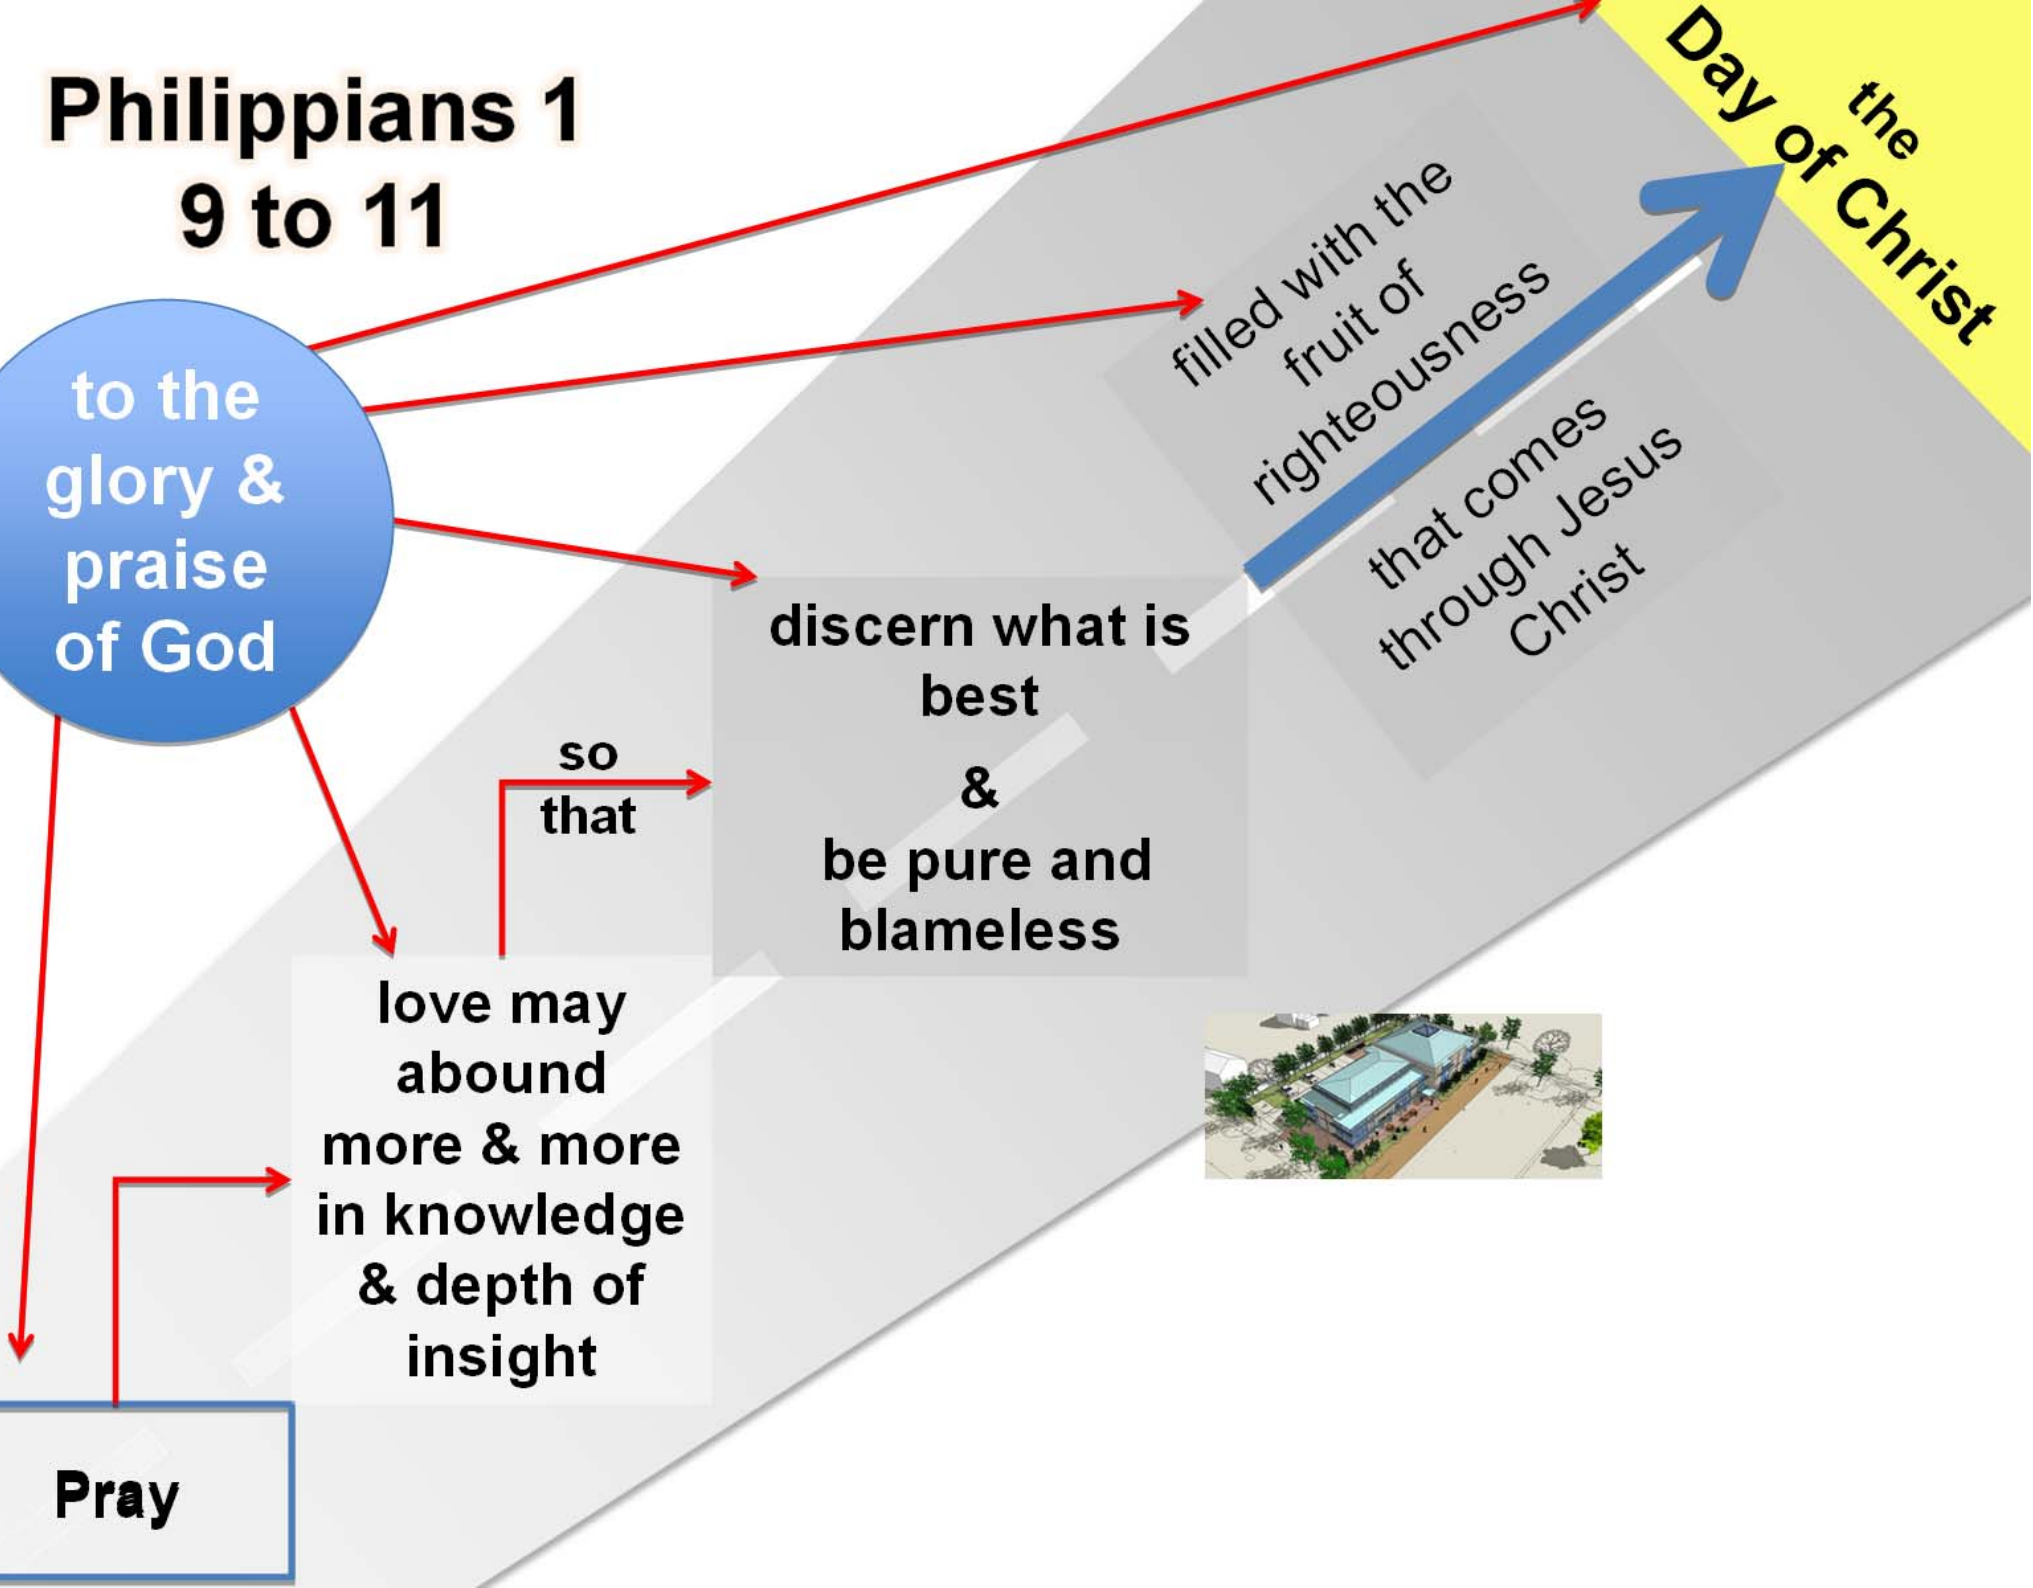 Philippians 1
9 to 11
the
Day of Christ
filled with the
fruit of
righteousness
that comes
through Jesus
Christ
to the
glory &
praise
of God
discern what is
best
&
be pure and
blameless
so
that
love may
abound
more & more
in knowledge
& depth of
insight
Pray